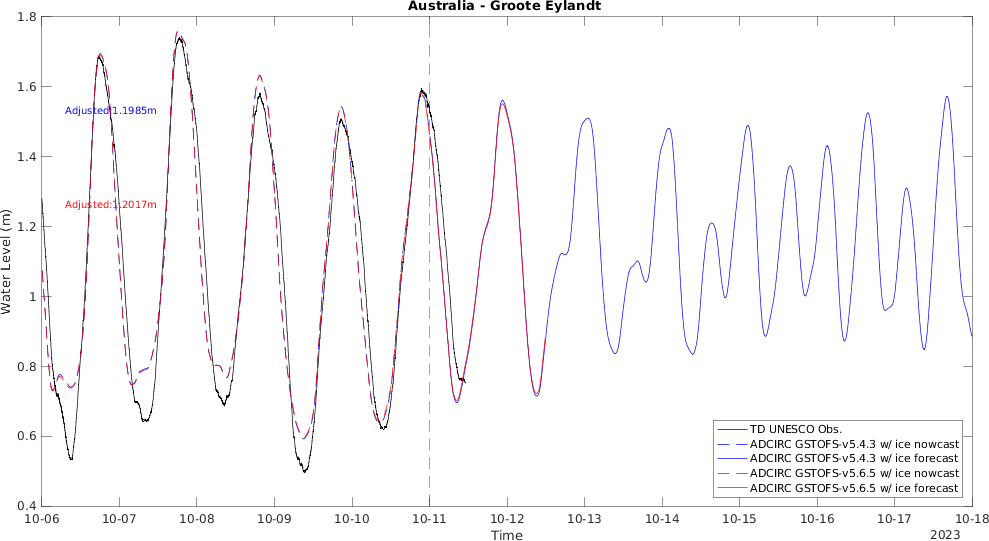 Australia - Groote Eylandt
1.8
1.6
1.4
1.2
1
0.8
0.6
0.4
Water Level (m)
Adjusted:1.1985m
Adjusted:1.2017m
TD UNESCO Obs.
ADCIRC GSTOFS-v5.4.3 w/ ice nowcast
ADCIRC GSTOFS-v5.4.3 w/ ice forecast
ADCIRC GSTOFS-v5.6.5 w/ ice nowcast
ADCIRC GSTOFS-v5.6.5 w/ ice forecast
10-06 10-07 10-08 10-09 10-10 10-11 10-12 10-13 10-14 10-15 10-16 10-17 10-18
Time
2023